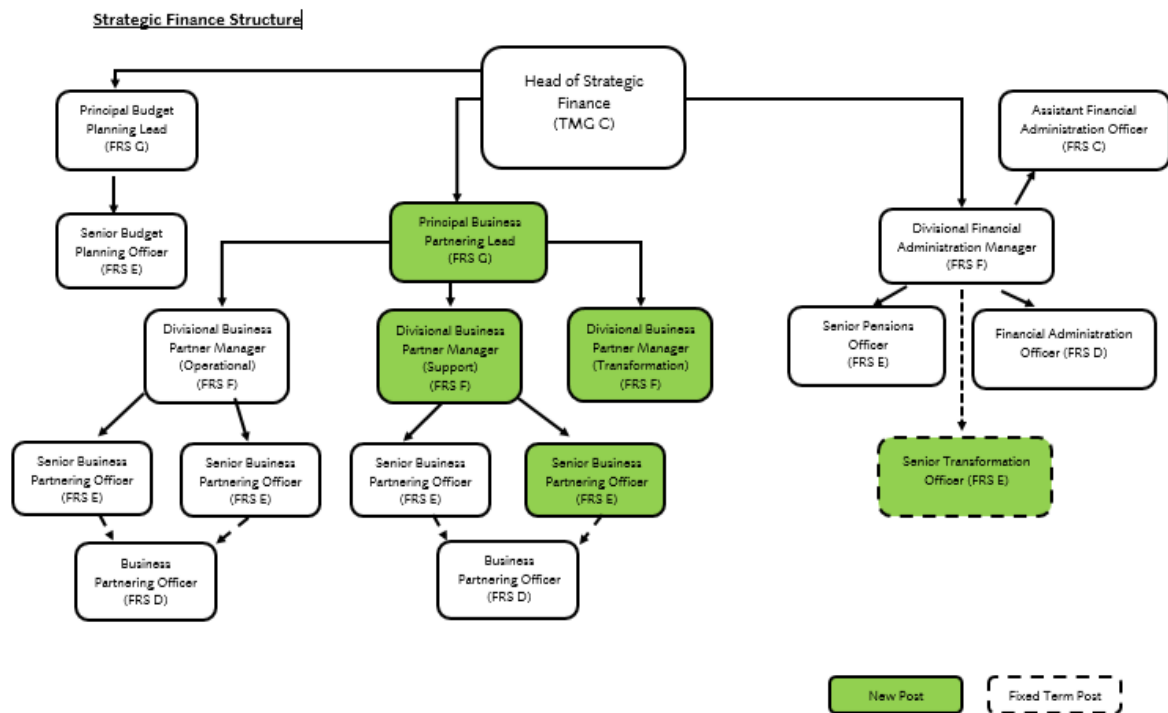 Strategic Finance Structure
Head of Strategic
Finance
(TMG C)
Principal Budget
Planning Lead
(FRS G)
Assistant Financial
Administration Officer
(FRS C)
Senior Budget
Planning Officer
(FRS E)
Principal Business
Partnering Lead
(FRS G)
Divisional Financial
Administration Manager
(FRS F)
Divisional Business
Partner Manager
(Operational)
(FRS F)
Divisional Business
Partner Manager
(Support)
(FRS F)
Divisional Business
Partner Manager
(Transformation)
(FRS F)
Senior Pensions
Officer
(FRS E)
Financial Administration
Officer (FRS D)
Senior Business
Partnering Officer
(FRS E)
Senior Business
Partnering Officer
(FRS E)
Senior Business
Partnering Officer
(FRS E)
Senior Business
Partnering Officer
(FRS E)
Senior Transformation
Officer (FRS E)
Business
Partnering Officer
(FRS D)
Business
Partnering Officer
(FRS D)
New Post
Fixed Term Post